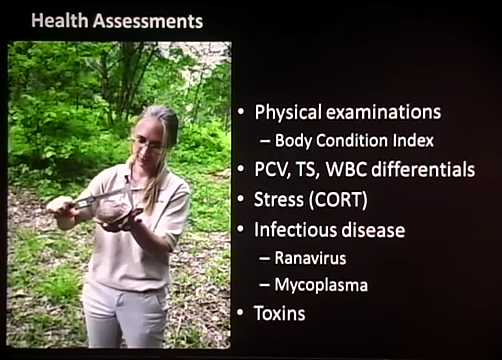 Health Assessments
• Physical examinations
– Body Condition Index
• PCV, TS, WBC differentials
• Stress (CORT)
• Infectious disease
– Ranavirus
– Mycoplasma
• Toxins